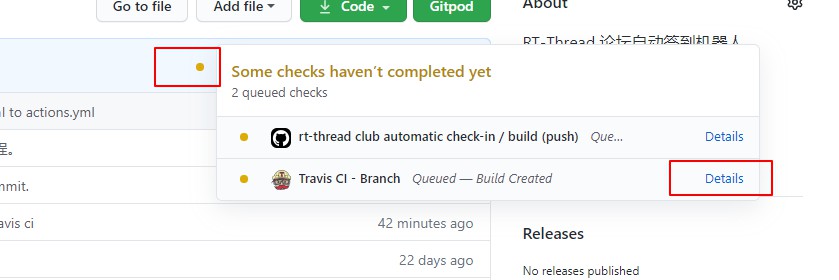 Go to file
Add file
Code
Gitpod
About
RT-Thread 论坛自动签到机器人
Some checks haven’t completed yet
2 queued checks
l to actions.yml
rt-thread club automatic check-in / build (push) Que... Details
程。
Travis CI - Branch Queued — Build Created Details
mmit.
avis ci
42 minutes ago
Releases
22 days ago
No releases published